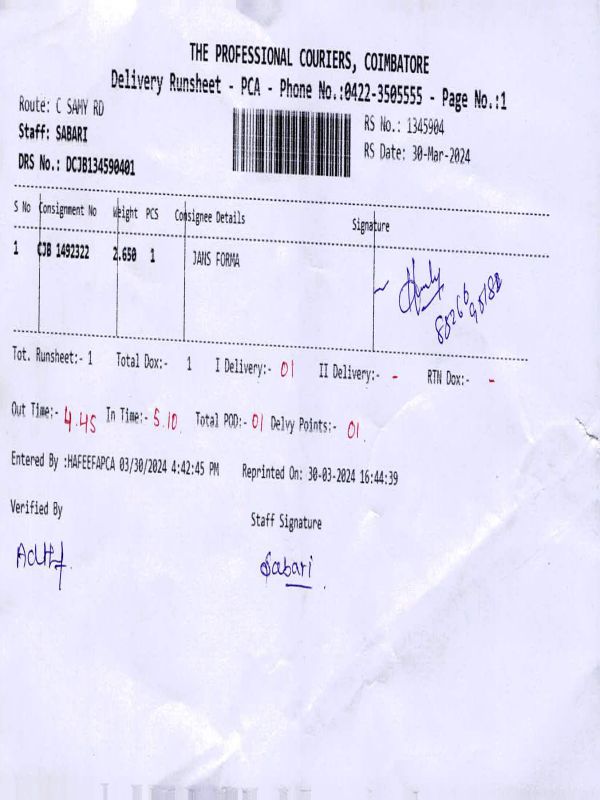 THE PROFESSIONAL COURIERS, COIMBATORE
Delivery Runsheet - PCA - Phone No.:0422-3505555 - Page No.:1
Route: C SAMY RD
RS No.: 1345904
Staff: SABARI
RS Date: 30-Mar-2024
DRS No.: DCJB134590401
S No Consignment No Weight PCS Consignee Details Signature
1 CJB 1492322 2.650 1 JANS FORMA
Tot. Runsheet:- 1 Total Dox:- 1 I Delivery:- 01 II Delivery:- - RTN Dox:- -
Out Time:- 4.45 In Time:- 5.10 Total POD:- 01 Delvy Points:- 01
Entered By :HAFEEFAPCA 03/30/2024 4:42:45 PM Reprinted On: 30-03-2024 16:44:39
Verified By Staff Signature
Sabari